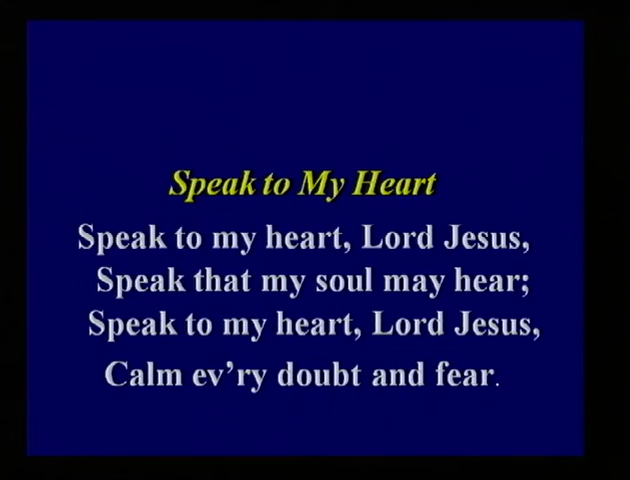 Speak to My Heart
Speak to my heart, Lord Jesus,
Speak that my soul may hear;
Speak to my heart, Lord Jesus,
Calm ev’ry doubt and fear.